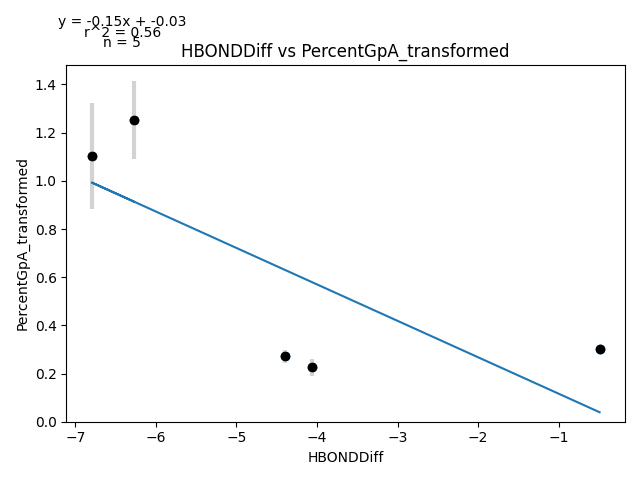 y = -0.15x + -0.03
r^2 = 0.56
n = 5
HBONDDiff vs PercentGpA_transformed
PercentGpA_transformed
1.4
1.2
1.0
0.8
0.6
0.4
0.2
0.0
−7 −6 −5 −4 −3 −2 −1
HBONDDiff